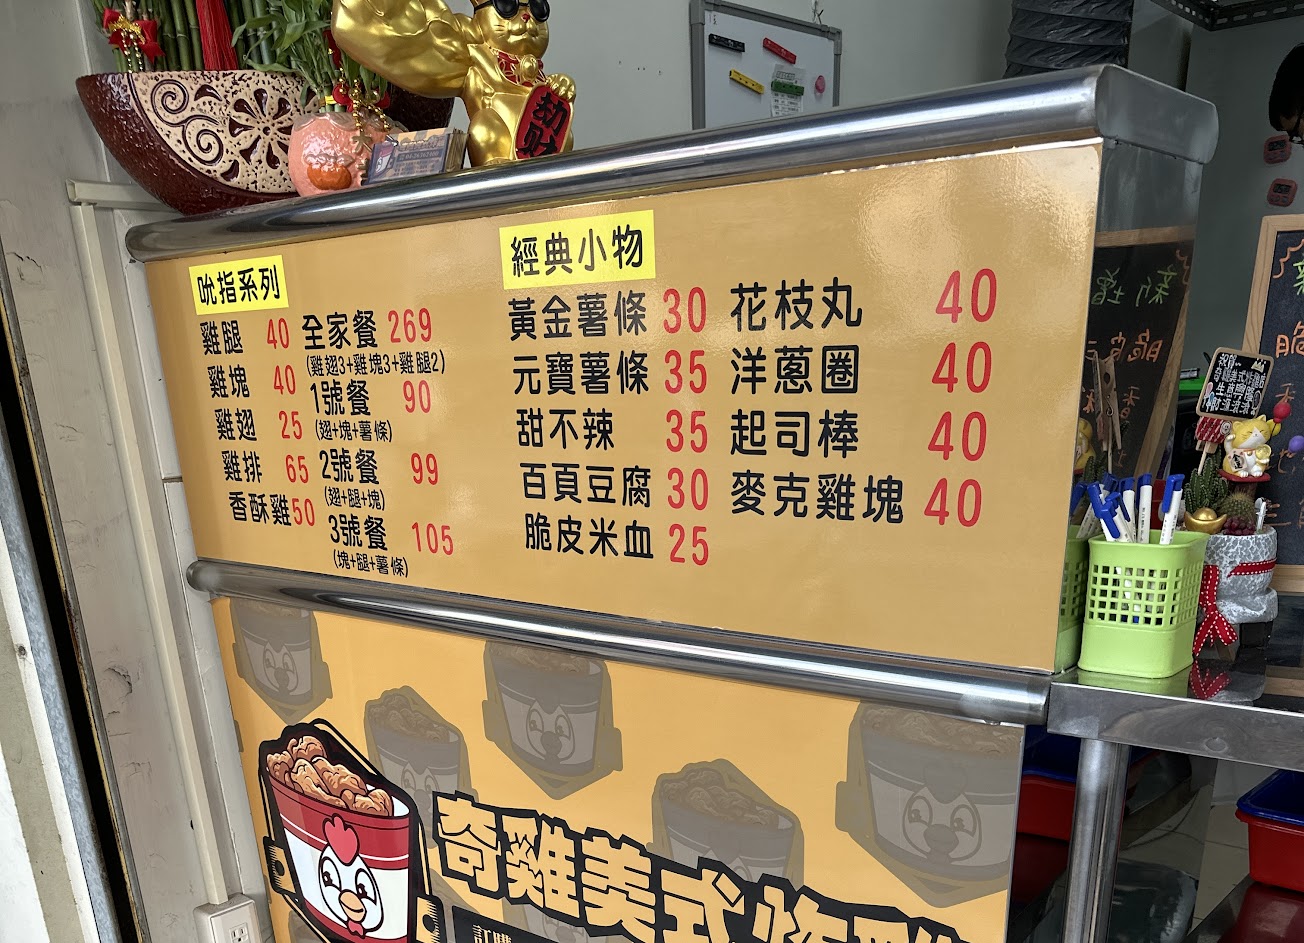 吮指系列
雞腿 40
雞塊 40
雞翅 25
雞排 65
香酥雞 50
全家餐 269
(雞翅3+雞塊3+雞腿2)
1號餐 90
(翅+塊+薯條)
2號餐 99
(翅+腿+塊)
3號餐 105
(塊+腿+薯條)
經典小物
黃金薯條 30
元寶薯條 35
甜不辣 35
百頁豆腐 30
脆皮米血 25
花枝丸 40
洋蔥圈 40
起司棒 40
麥克雞塊 40
奇雞美式炸雞
訂購